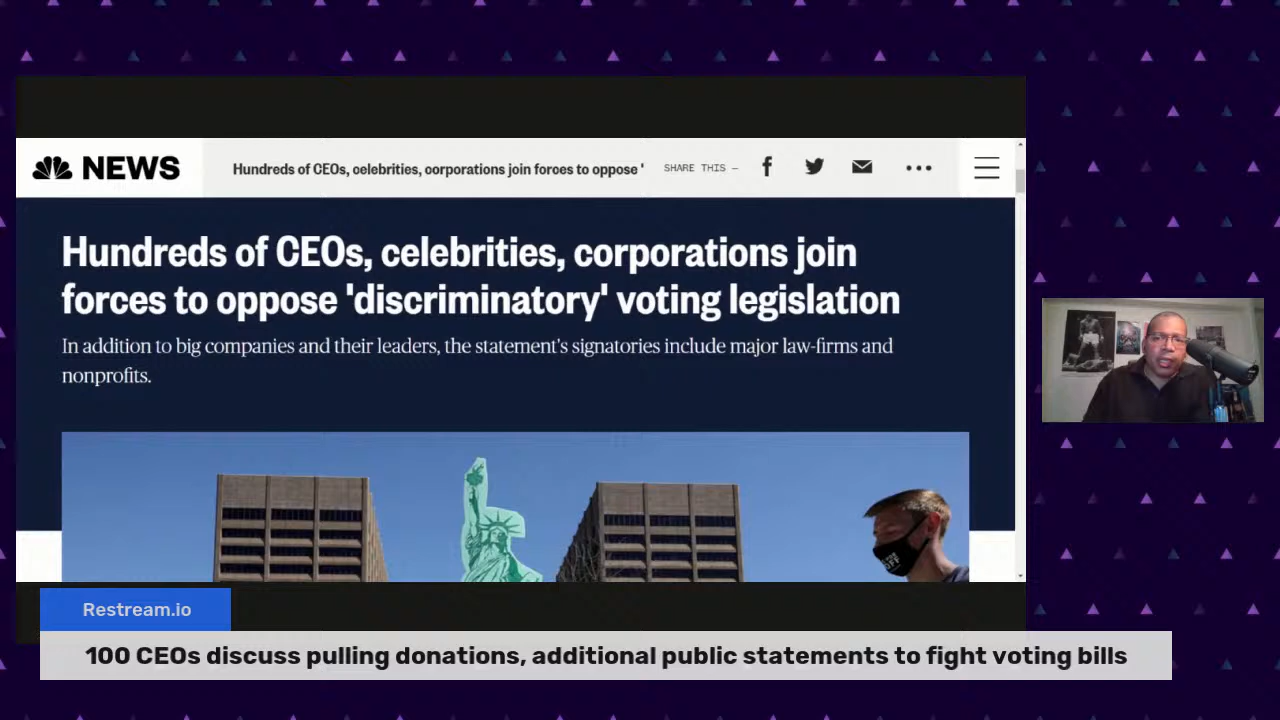 NEWS
Hundreds of CEOs, celebrities, corporations join forces to oppose '
SHARE THIS —
Hundreds of CEOs, celebrities, corporations join
forces to oppose 'discriminatory' voting legislation
In addition to big companies and their leaders, the statement's signatories include major law-firms and
nonprofits.
Restream.io
100 CEOs discuss pulling donations, additional public statements to fight voting bills